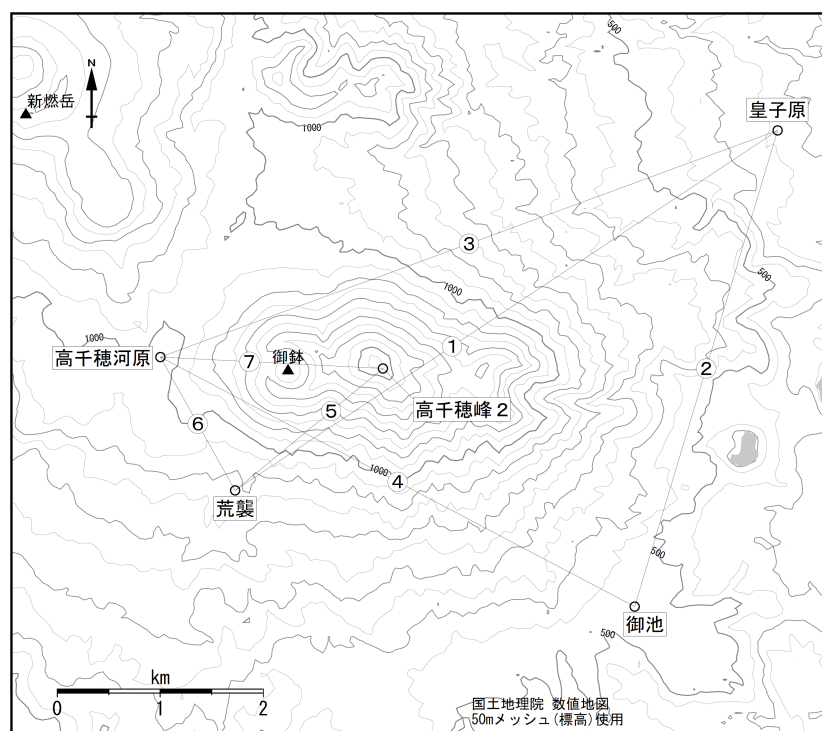 500
N
新燃岳
皇子原
1000
③
500
1000
1000
①
高千穂河原
御鉢
⑦
②
高千穂峰2
⑤
⑥
1000
④
荒襲
500
御池
500
km
0 1 2
国土地理院 数値地図
50mメッシュ(標高)使用